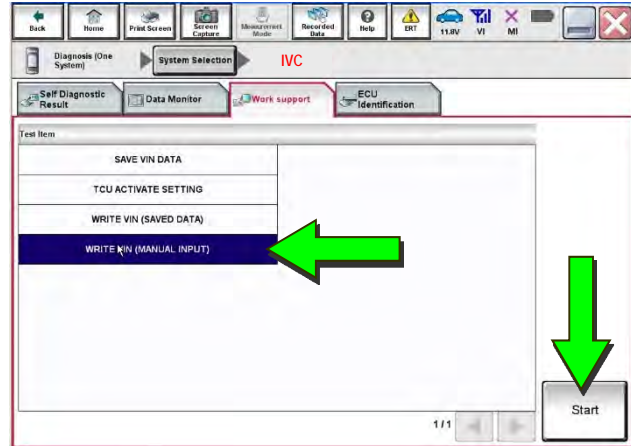 Back
Home
Print Screen
Screen Capture
Measurement Mode
Recorded Data
Help
ERT
11.8V
VI
MI
Diagnosis (One System)
System Selection
IVC
Self Diagnostic Result
Data Monitor
Work support
ECU Identification
Test Item
SAVE VIN DATA
TCU ACTIVATE SETTING
WRITE VIN (SAVED DATA)
WRITE VIN (MANUAL INPUT)
1/1
Start